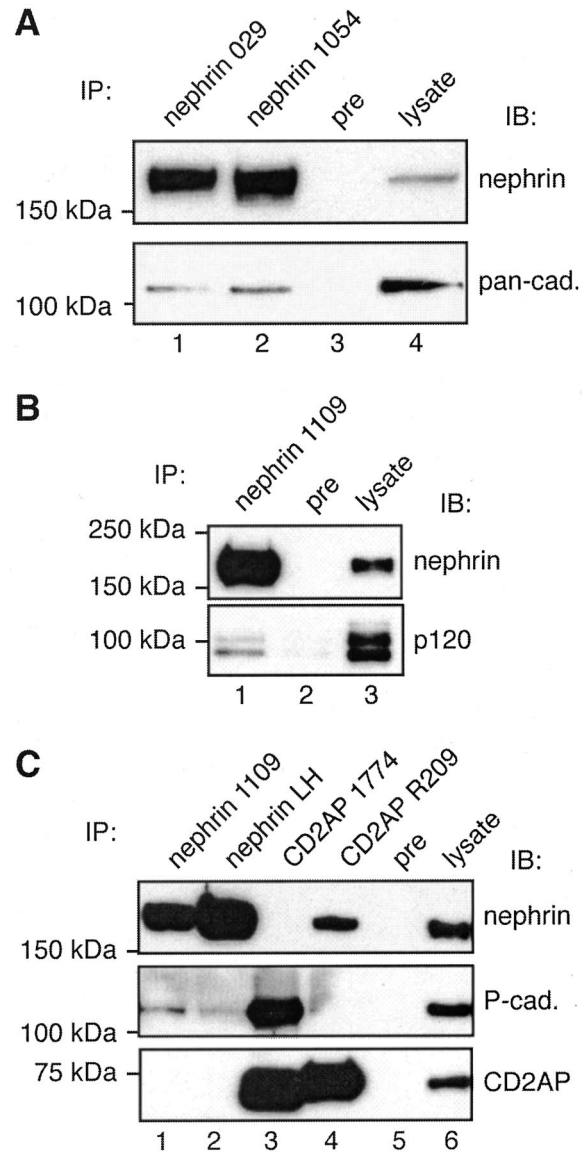 A
IP:
nephrin 029
nephrin 1054
pre
lysate
IB:
nephrin
150 kDa
pan-cad.
100 kDa
1 2 3 4
B
IP:
nephrin 1109
pre
lysate
IB:
250 kDa
nephrin
150 kDa
100 kDa
p120
1 2 3
C
IP:
nephrin 1109
nephrin LH
CD2AP 1774
CD2AP R209
pre
lysate
IB:
nephrin
150 kDa
P-cad.
100 kDa
75 kDa
CD2AP
1 2 3 4 5 6